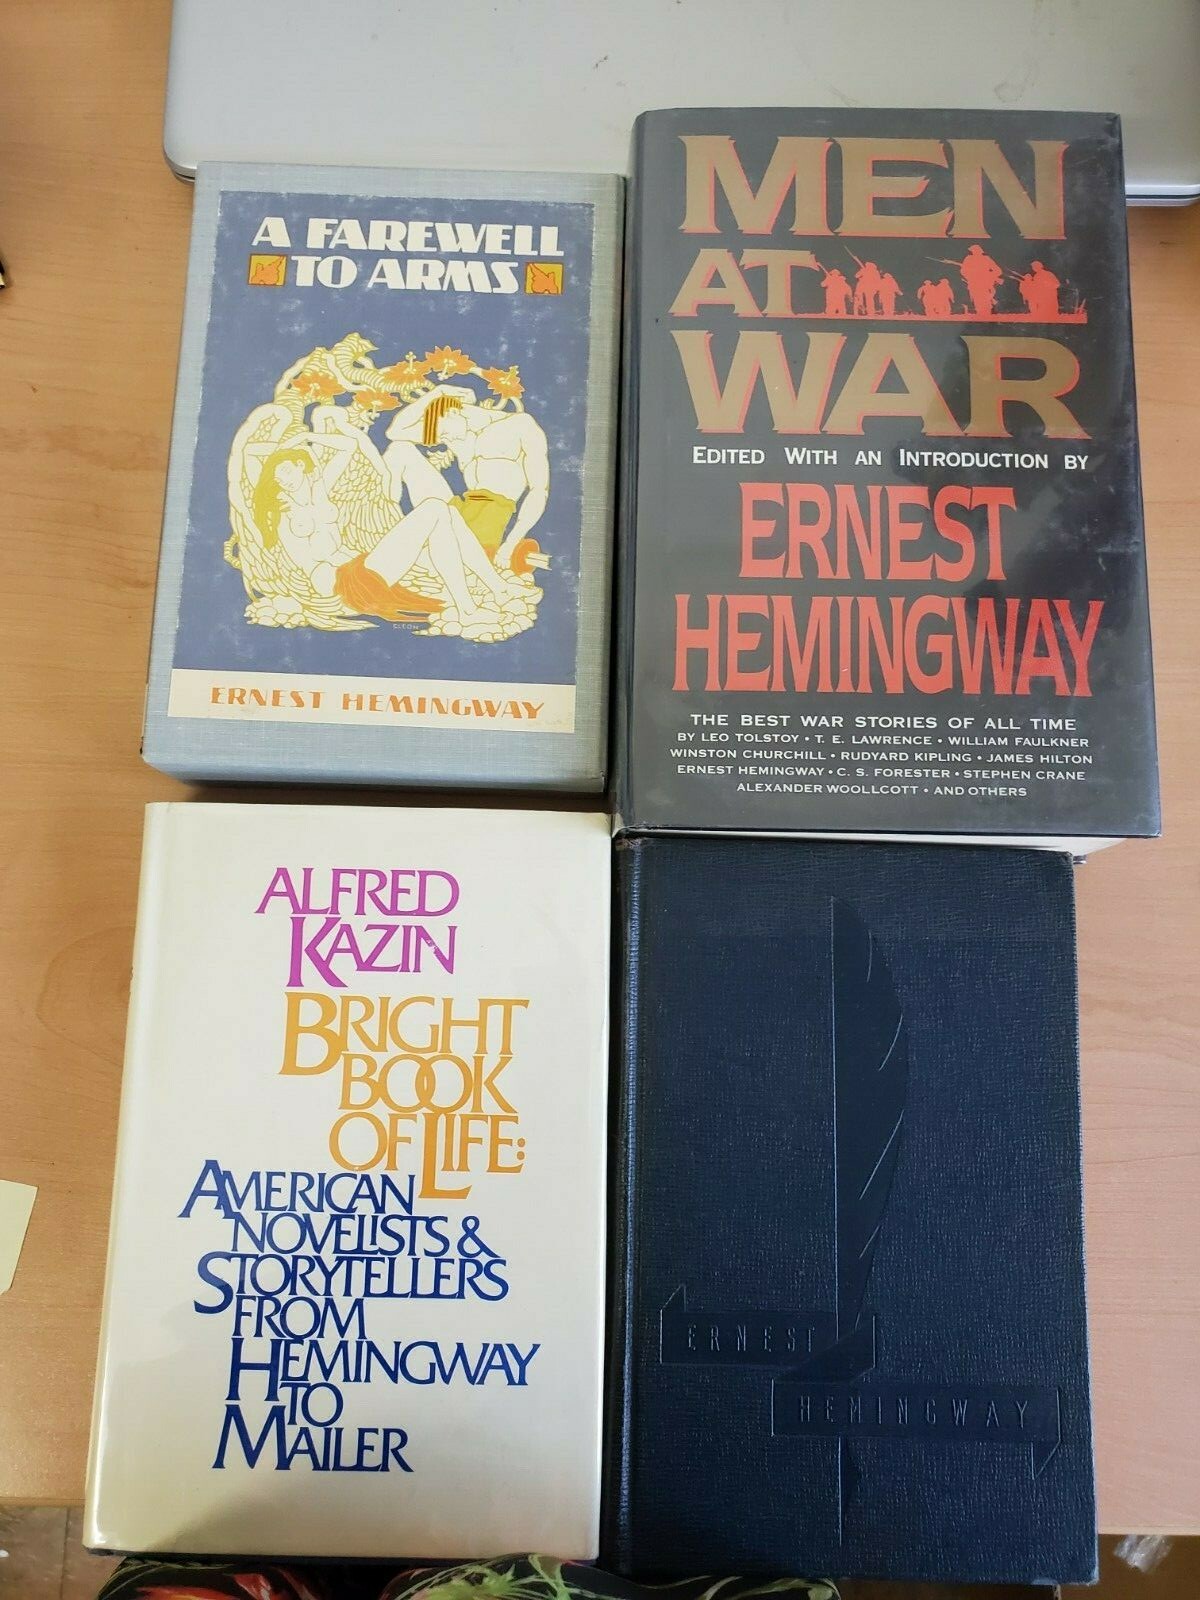 A FAREWELL
TO ARMS
CLEON
ERNEST HEMINGWAY
MEN
AT
WAR
EDITED WITH AN INTRODUCTION BY
ERNEST
HEMINGWAY
THE BEST WAR STORIES OF ALL TIME
BY LEO TOLSTOY • T. E. LAWRENCE • WILLIAM FAULKNER
WINSTON CHURCHILL • RUDYARD KIPLING • JAMES HILTON
ERNEST HEMINGWAY • C. S. FORESTER • STEPHEN CRANE
ALEXANDER WOOLLCOTT • AND OTHERS
ALFRED
KAZIN
BRIGHT
BOOK
OF LIFE:
AMERICAN
NOVELISTS &
STORYTELLERS
FROM
HEMINGWAY
TO
MAILER
ERNEST
HEMINGWAY